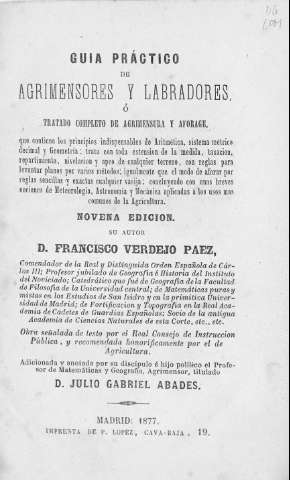 GUIA PRÁCTICO
DE
AGRIMENSORES Y LABRADORES,
Ó
TRATADO COMPLETO DE AGRIMENSURA Y AFORAGE,
que contiene los principios indispensables de Aritmética, sistema métrico
decimal y Geometría: trata con toda extension de la medida, tasacion,
repartimiento, nivelacion y apeo de cualquier terreno, con reglas para
levantar planos por varios métodos; igualmente que el modo de aforar por
reglas sencillas y exactas cualquier vasija: concluyendo con unas breves
nociones de Meteorologia, Astronomía y Mecánica aplicadas á los usos mas
comunes de la Agricultura.
NOVENA EDICION.
SU AUTOR
D. FRANCISCO VERDEJO PAEZ,
Comendador de la Real y Distinguida Orden Española de Cár-
los III; Profesor jubilado de Geografía é Historia del Instituto
del Noviciado; Catedrático que fué de Geografía de la Facultad
de Filosofía de la Universidad central; de Matemáticas puras y
mistas en los Estudios de San Isidro y en la primitiva Univer-
sidad de Madrid; de Fortificacion y Topografía en la Real Aca-
demia de Cadetes de Guardias Españolas; Socio de la antigua
Academia de Ciencias Naturales de esta Corte, etc., etc.
Obra señalada de testo por el Real Consejo de Instruccion
Pública, y recomendada honoríficamente por el de
Agricultura.
Adicionada y anotada por su discípulo é hijo político el Profe-
sor de Matemáticas y Geografía, Agrimensor, titulado
D. JULIO GABRIEL ABADES.
MADRID: 1877.
IMPRENTA DE P. LOPEZ, CAVA-BAJA, 19.